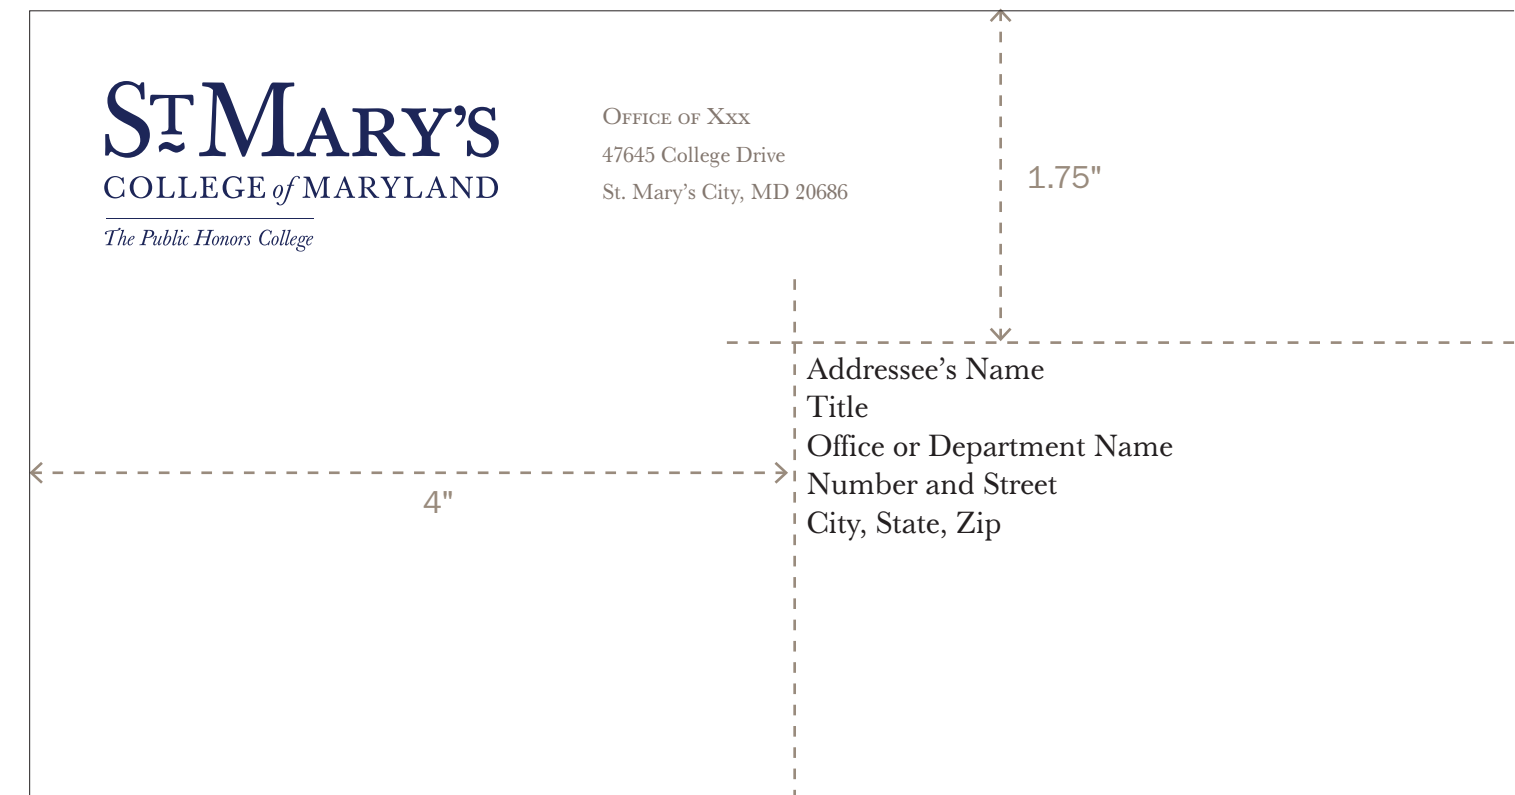 ST MARY'S
COLLEGE of MARYLAND
The Public Honors College
Office of Xxx
47645 College Drive
St. Mary's City, MD 20686
1.75"
Addressee's Name
Title
Office or Department Name
Number and Street
City, State, Zip
4"